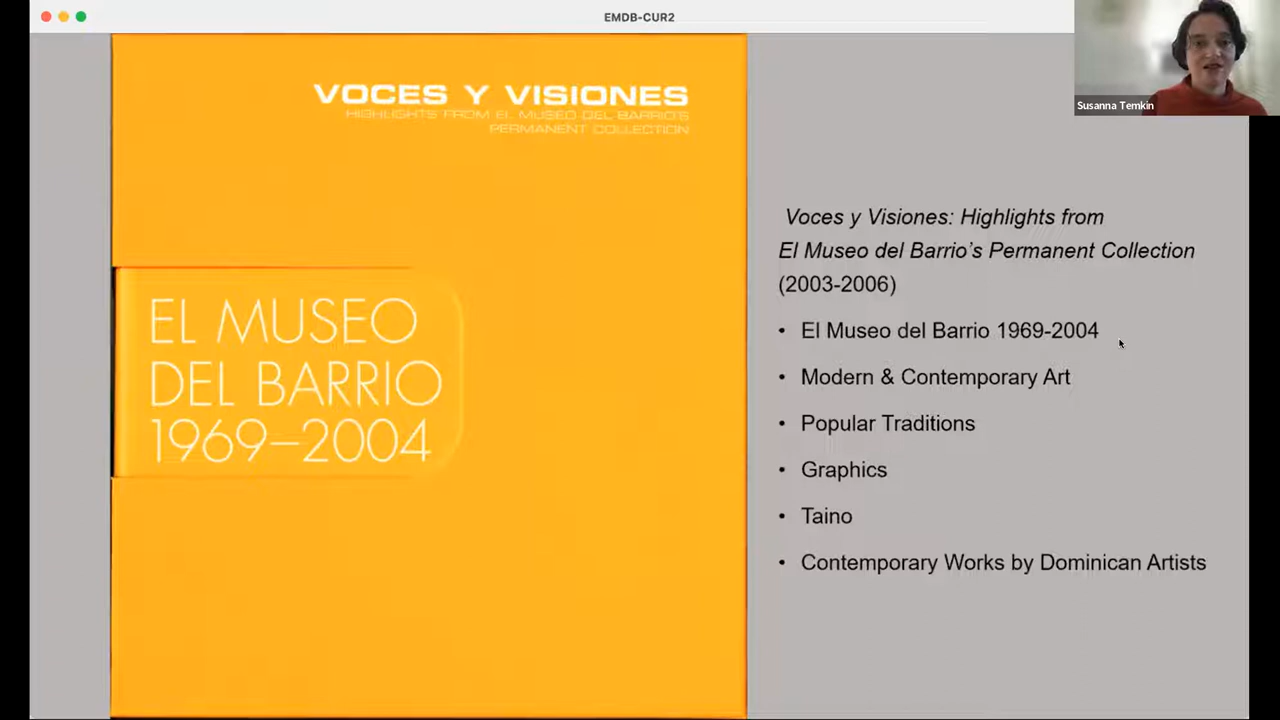 EMDB-CUR2
Susanna Temkin
VOCES Y VISIONES
HIGHLIGHTS FROM EL MUSEO DEL BARRIO'S
PERMANENT COLLECTION
EL MUSEO
DEL BARRIO
1969–2004
Voces y Visiones: Highlights from
El Museo del Barrio’s Permanent Collection
(2003-2006)
• El Museo del Barrio 1969-2004
• Modern & Contemporary Art
• Popular Traditions
• Graphics
• Taino
• Contemporary Works by Dominican Artists